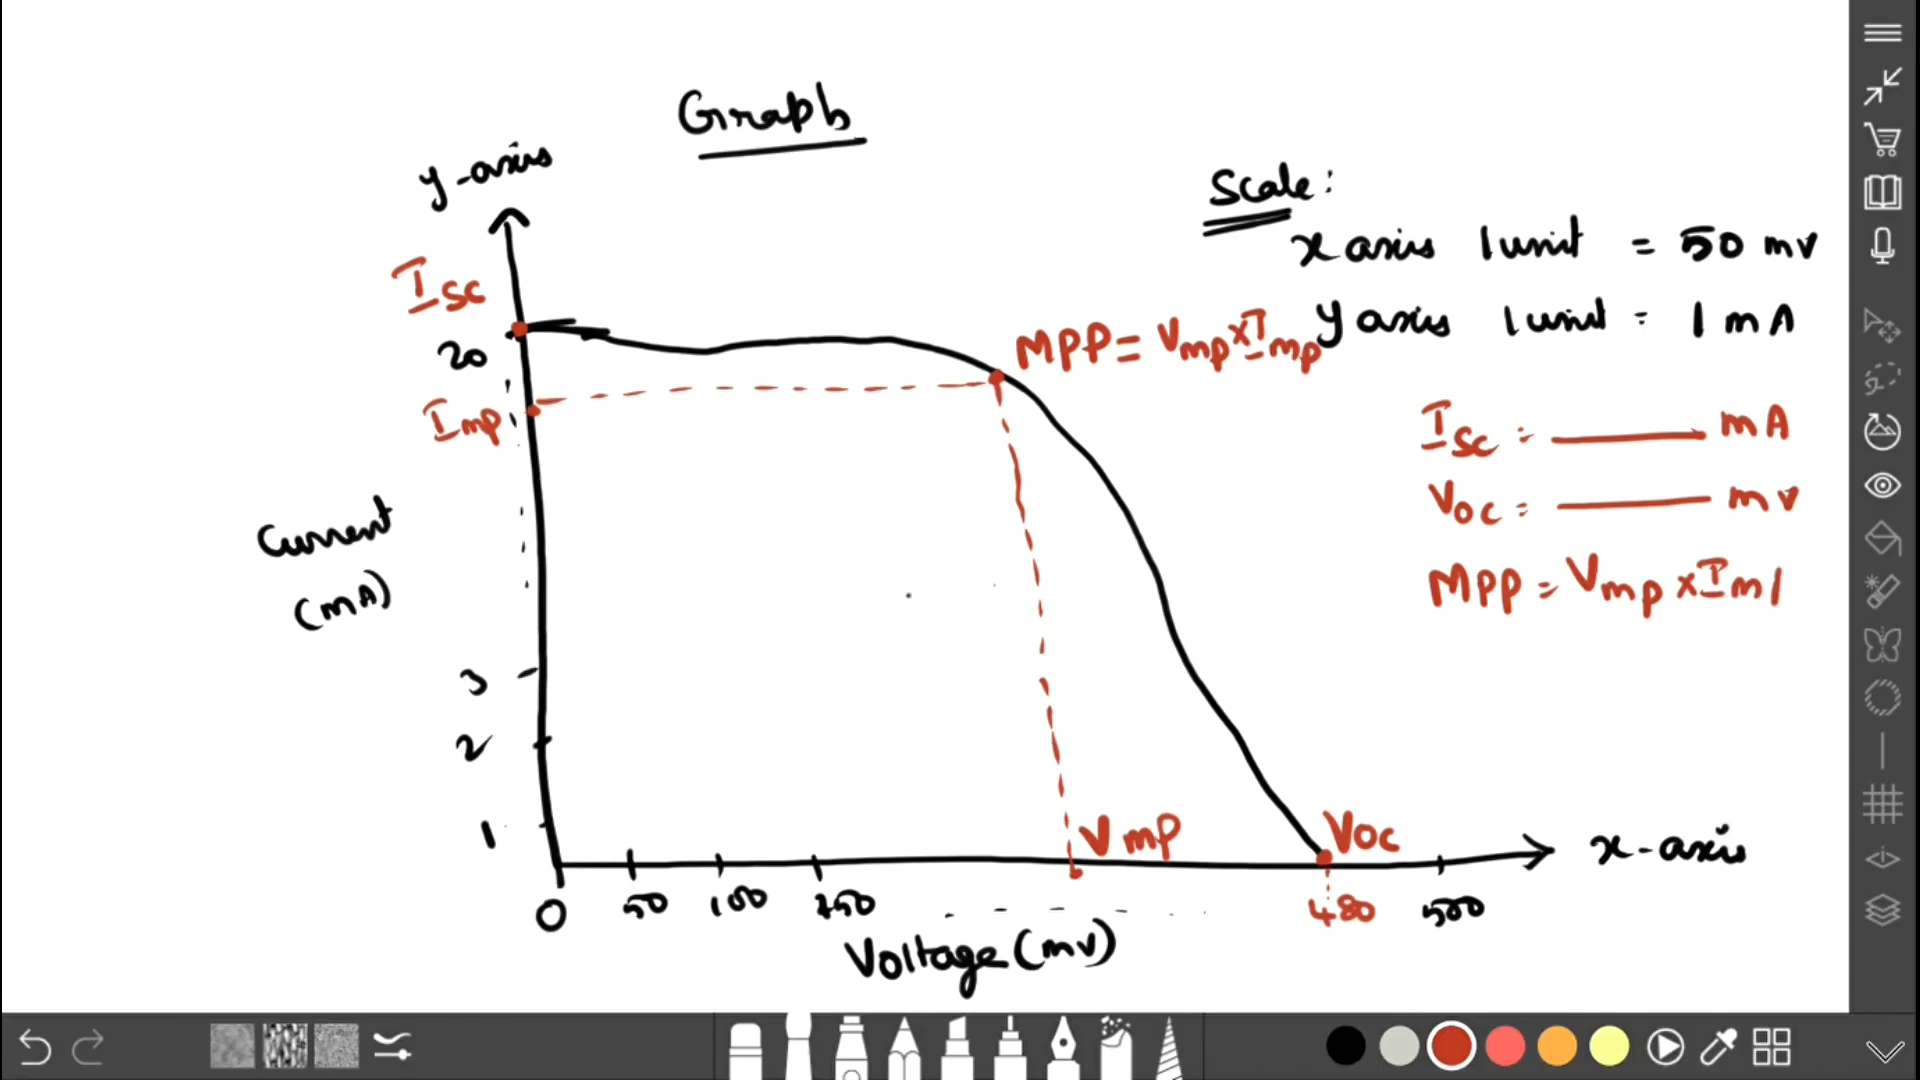 Graph
y-axis
Scale:
x axis 1 unit = 50 mv
y axis 1 unit = 1 mA
Isc
20
MPP = Vmp x Imp
Imp
Isc = ______ mA
Voc = ______ mv
MPP = Vmp x Im
Current
(mA)
3
2
1
Vmp
Voc
x-axis
0 50 100 150 480 500
Voltage (mv)